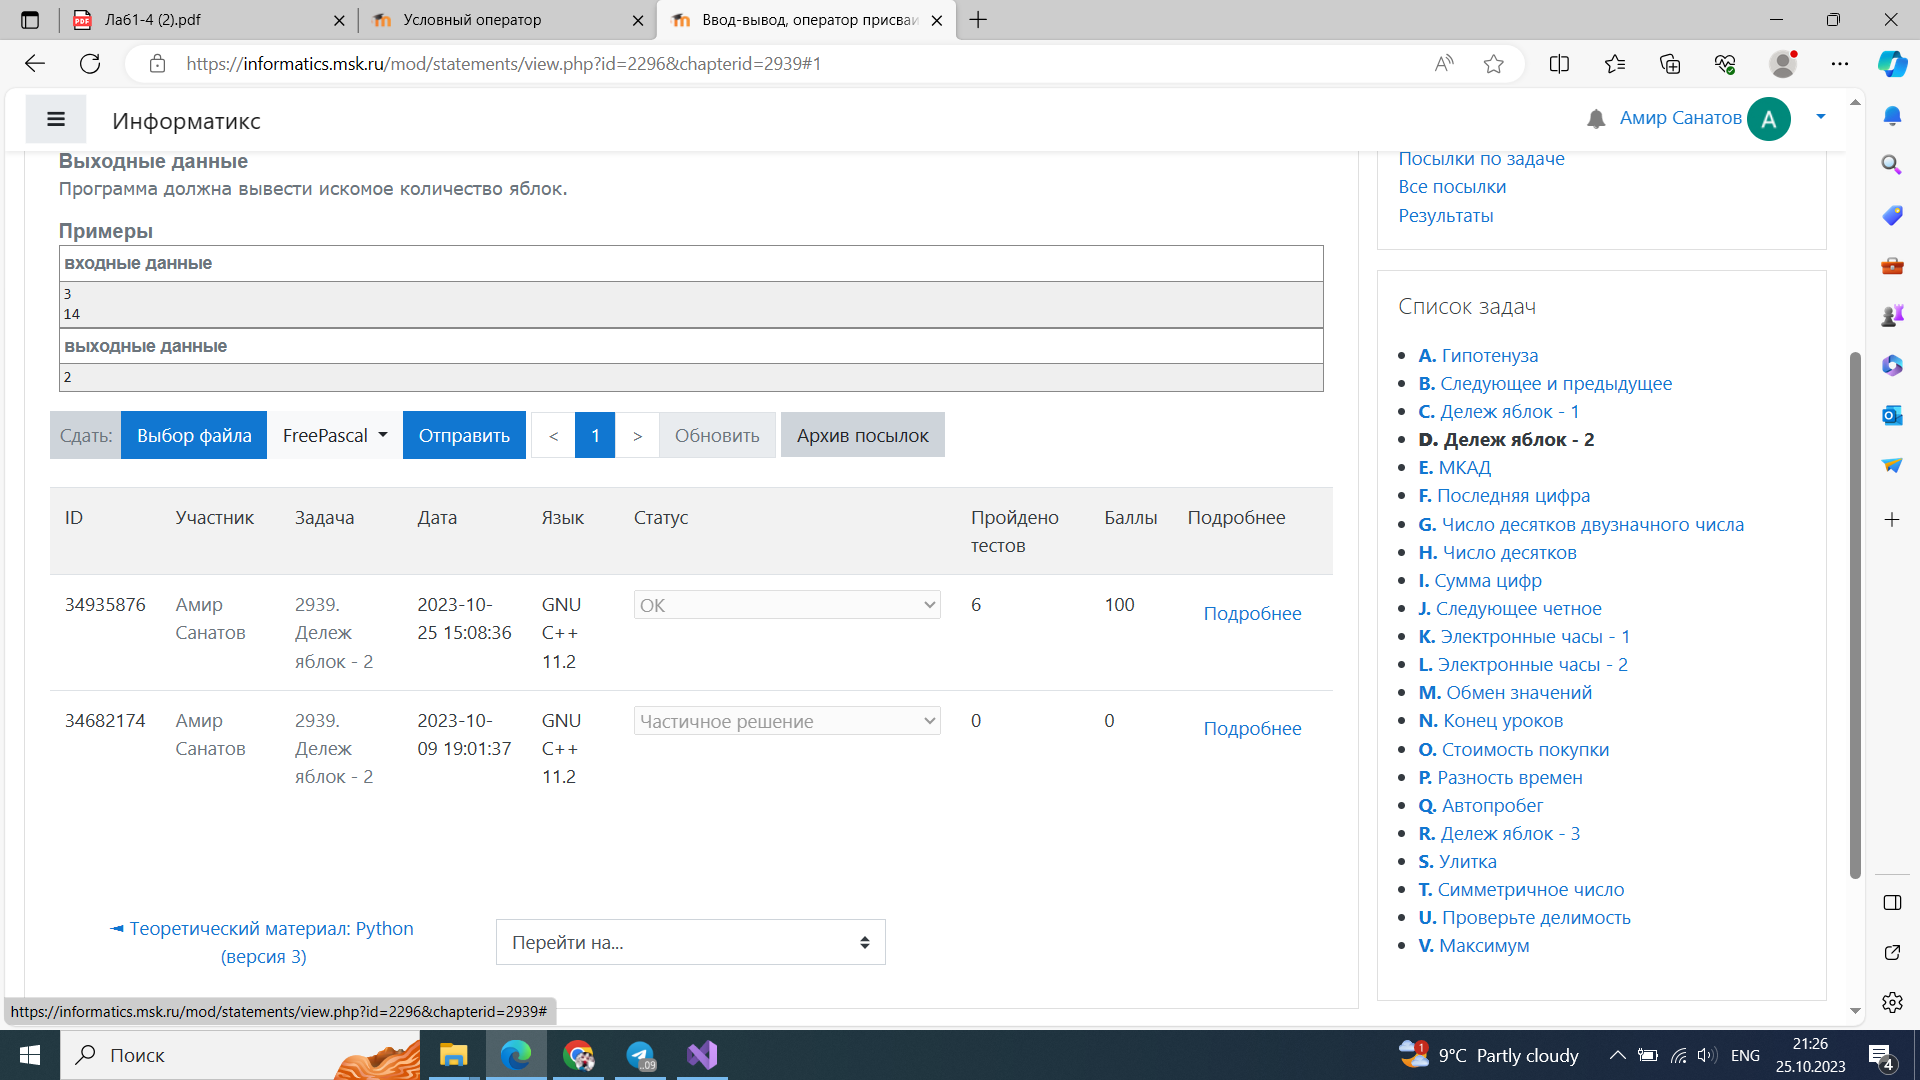 Лаб1-4 (2).pdf
Условный оператор
Ввод-вывод, оператор присваи
https://informatics.msk.ru/mod/statements/view.php?id=2296&chapterid=2939#1
Информатикс
Амир Санатов
A
Выходные данные
Программа должна вывести искомое количество яблок.
Примеры
входные данные
3
14
выходные данные
2
Сдать:
Выбор файла
FreePascal
Отправить
<
1
>
Обновить
Архив посылок
ID
Участник
Задача
Дата
Язык
Статус
Пройдено
тестов
Баллы
Подробнее
34935876
Амир
Санатов
2939.
Дележ
яблок - 2
2023-10-
25 15:08:36
GNU
C++
11.2
OK
6
100
Подробнее
34682174
Амир
Санатов
2939.
Дележ
яблок - 2
2023-10-
09 19:01:37
GNU
C++
11.2
Частичное решение
0
0
Подробнее
◄ Теоретический материал: Python
(версия 3)
Перейти на...
Посылки по задаче
Все посылки
Результаты
Список задач
A. Гипотенуза
B. Следующее и предыдущее
C. Дележ яблок - 1
D. Дележ яблок - 2
E. МКАД
F. Последняя цифра
G. Число десятков двузначного числа
H. Число десятков
I. Сумма цифр
J. Следующее четное
K. Электронные часы - 1
L. Электронные часы - 2
M. Обмен значений
N. Конец уроков
O. Стоимость покупки
P. Разность времен
Q. Автопробег
R. Дележ яблок - 3
S. Улитка
T. Симметричное число
U. Проверьте делимость
V. Максимум
https://informatics.msk.ru/mod/statements/view.php?id=2296&chapterid=2939#
Поиск
.09
1
9°C Partly cloudy
ENG
21:26
25.10.2023
4